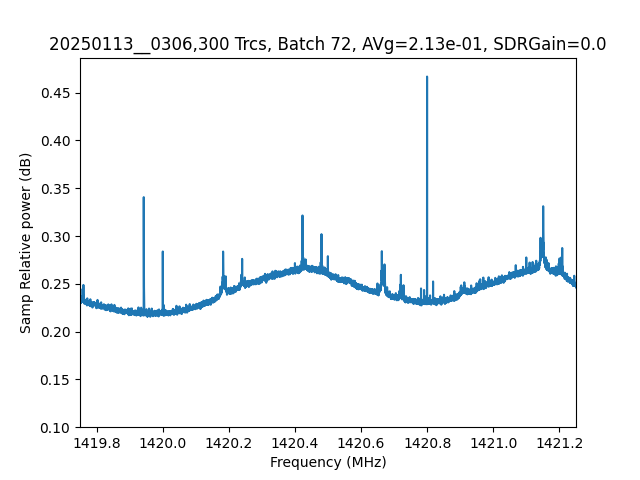 20250113__0306,300 Trcs, Batch 72, AVg=2.13e-01, SDRGain=0.0
Samp Relative power (dB)
0.45
0.40
0.35
0.30
0.25
0.20
0.15
0.10
1419.8 1420.0 1420.2 1420.4 1420.6 1420.8 1421.0 1421.2
Frequency (MHz)